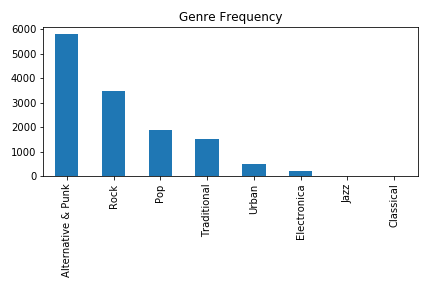 Genre Frequency
6000
5000
4000
3000
2000
1000
0
Alternative & Punk
Rock
Pop
Traditional
Urban
Electronica
Jazz
Classical